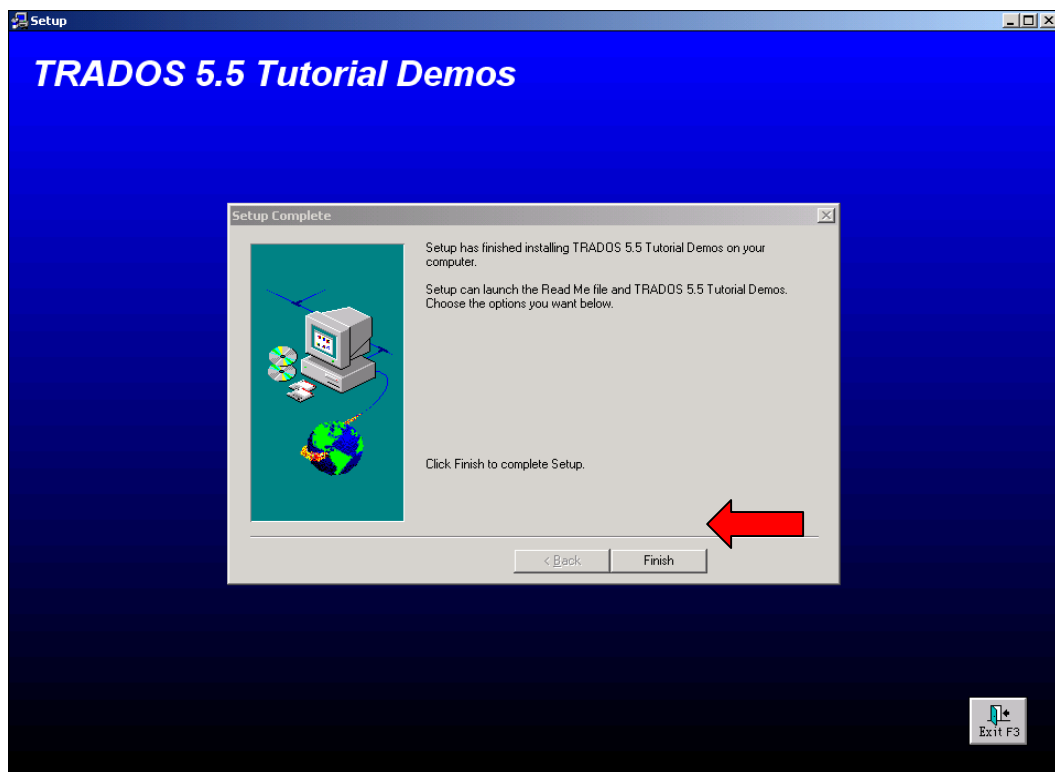 Setup
TRADOS 5.5 Tutorial Demos
Setup Complete
Setup has finished installing TRADOS 5.5 Tutorial Demos on your
computer.
Setup can launch the Read Me file and TRADOS 5.5 Tutorial Demos.
Choose the options you want below.
Click Finish to complete Setup.
< Back
Finish
Exit F3